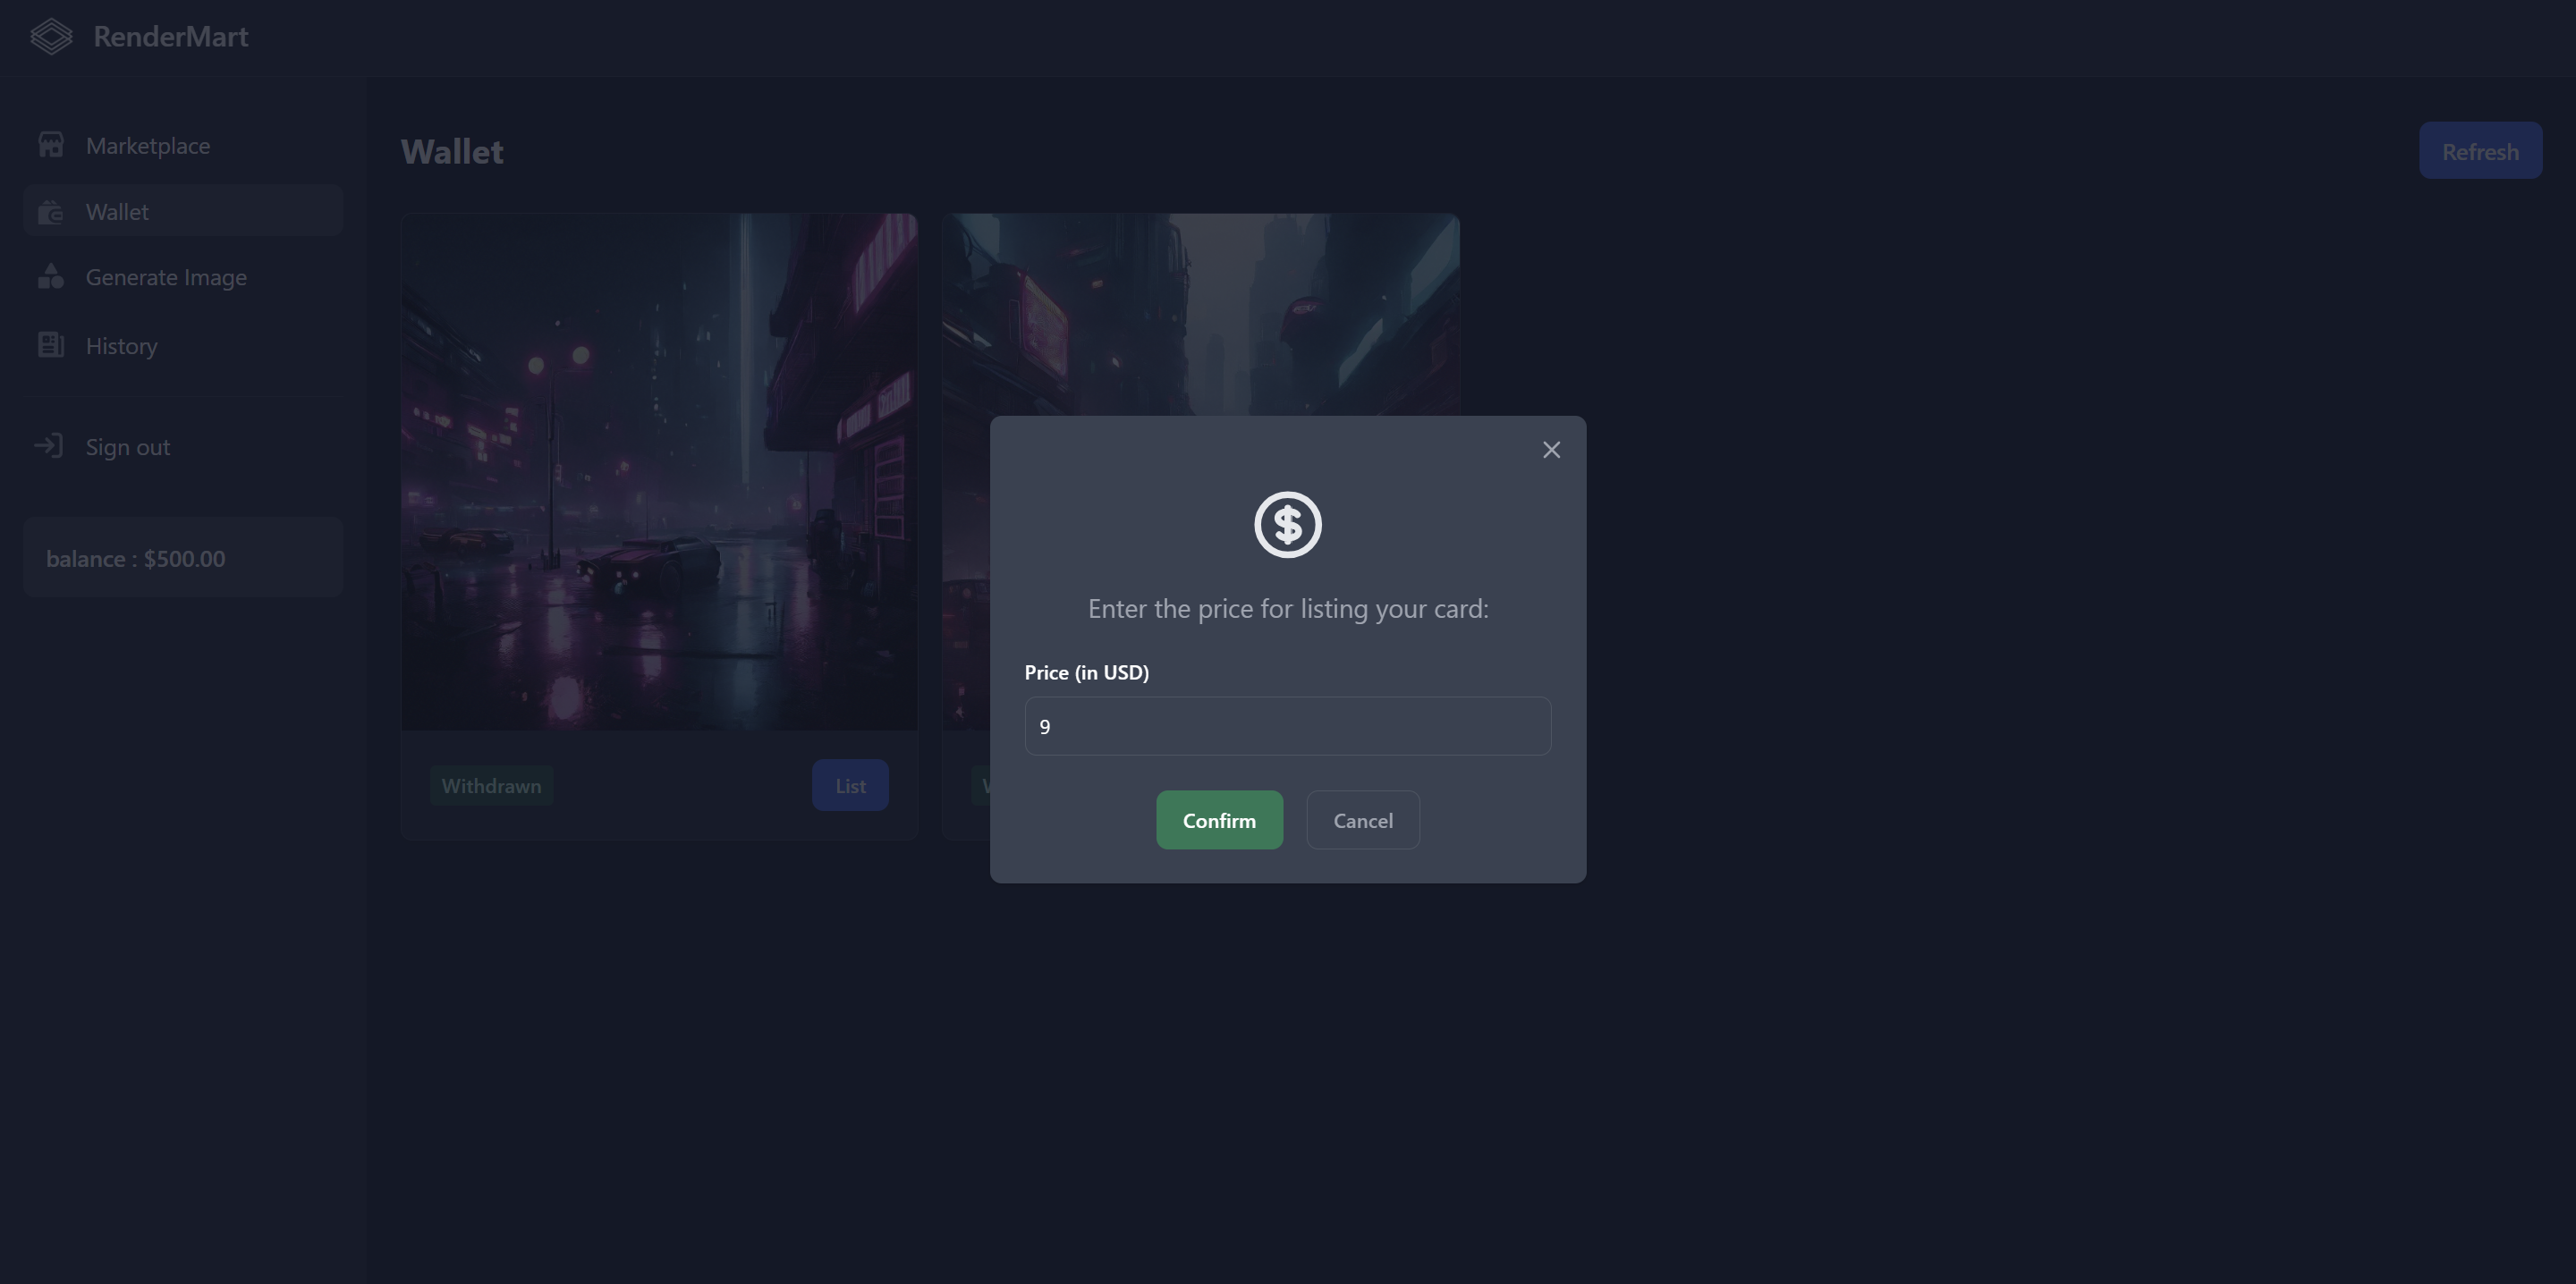 RenderMart
Marketplace
Wallet
Generate Image
History
Sign out
balance : $500.00
Wallet
Refresh
Withdrawn
List
Enter the price for listing your card:
Price (in USD)
9
Confirm
Cancel